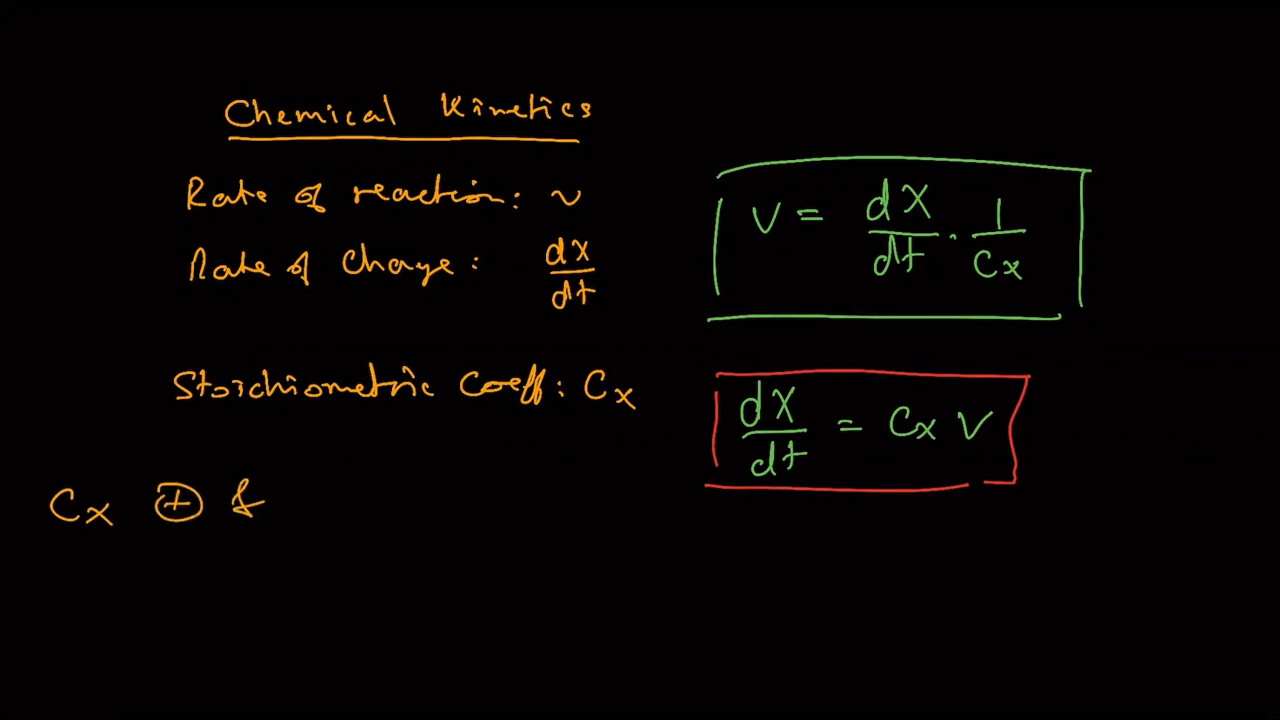 Chemical Kinetics
Rate of reaction: v
Rate of change: dX/dt
Stoichiometric Coeff: Cx
Cx ⊕ &
V = dX/dt · 1/Cx
dX/dt = Cx V